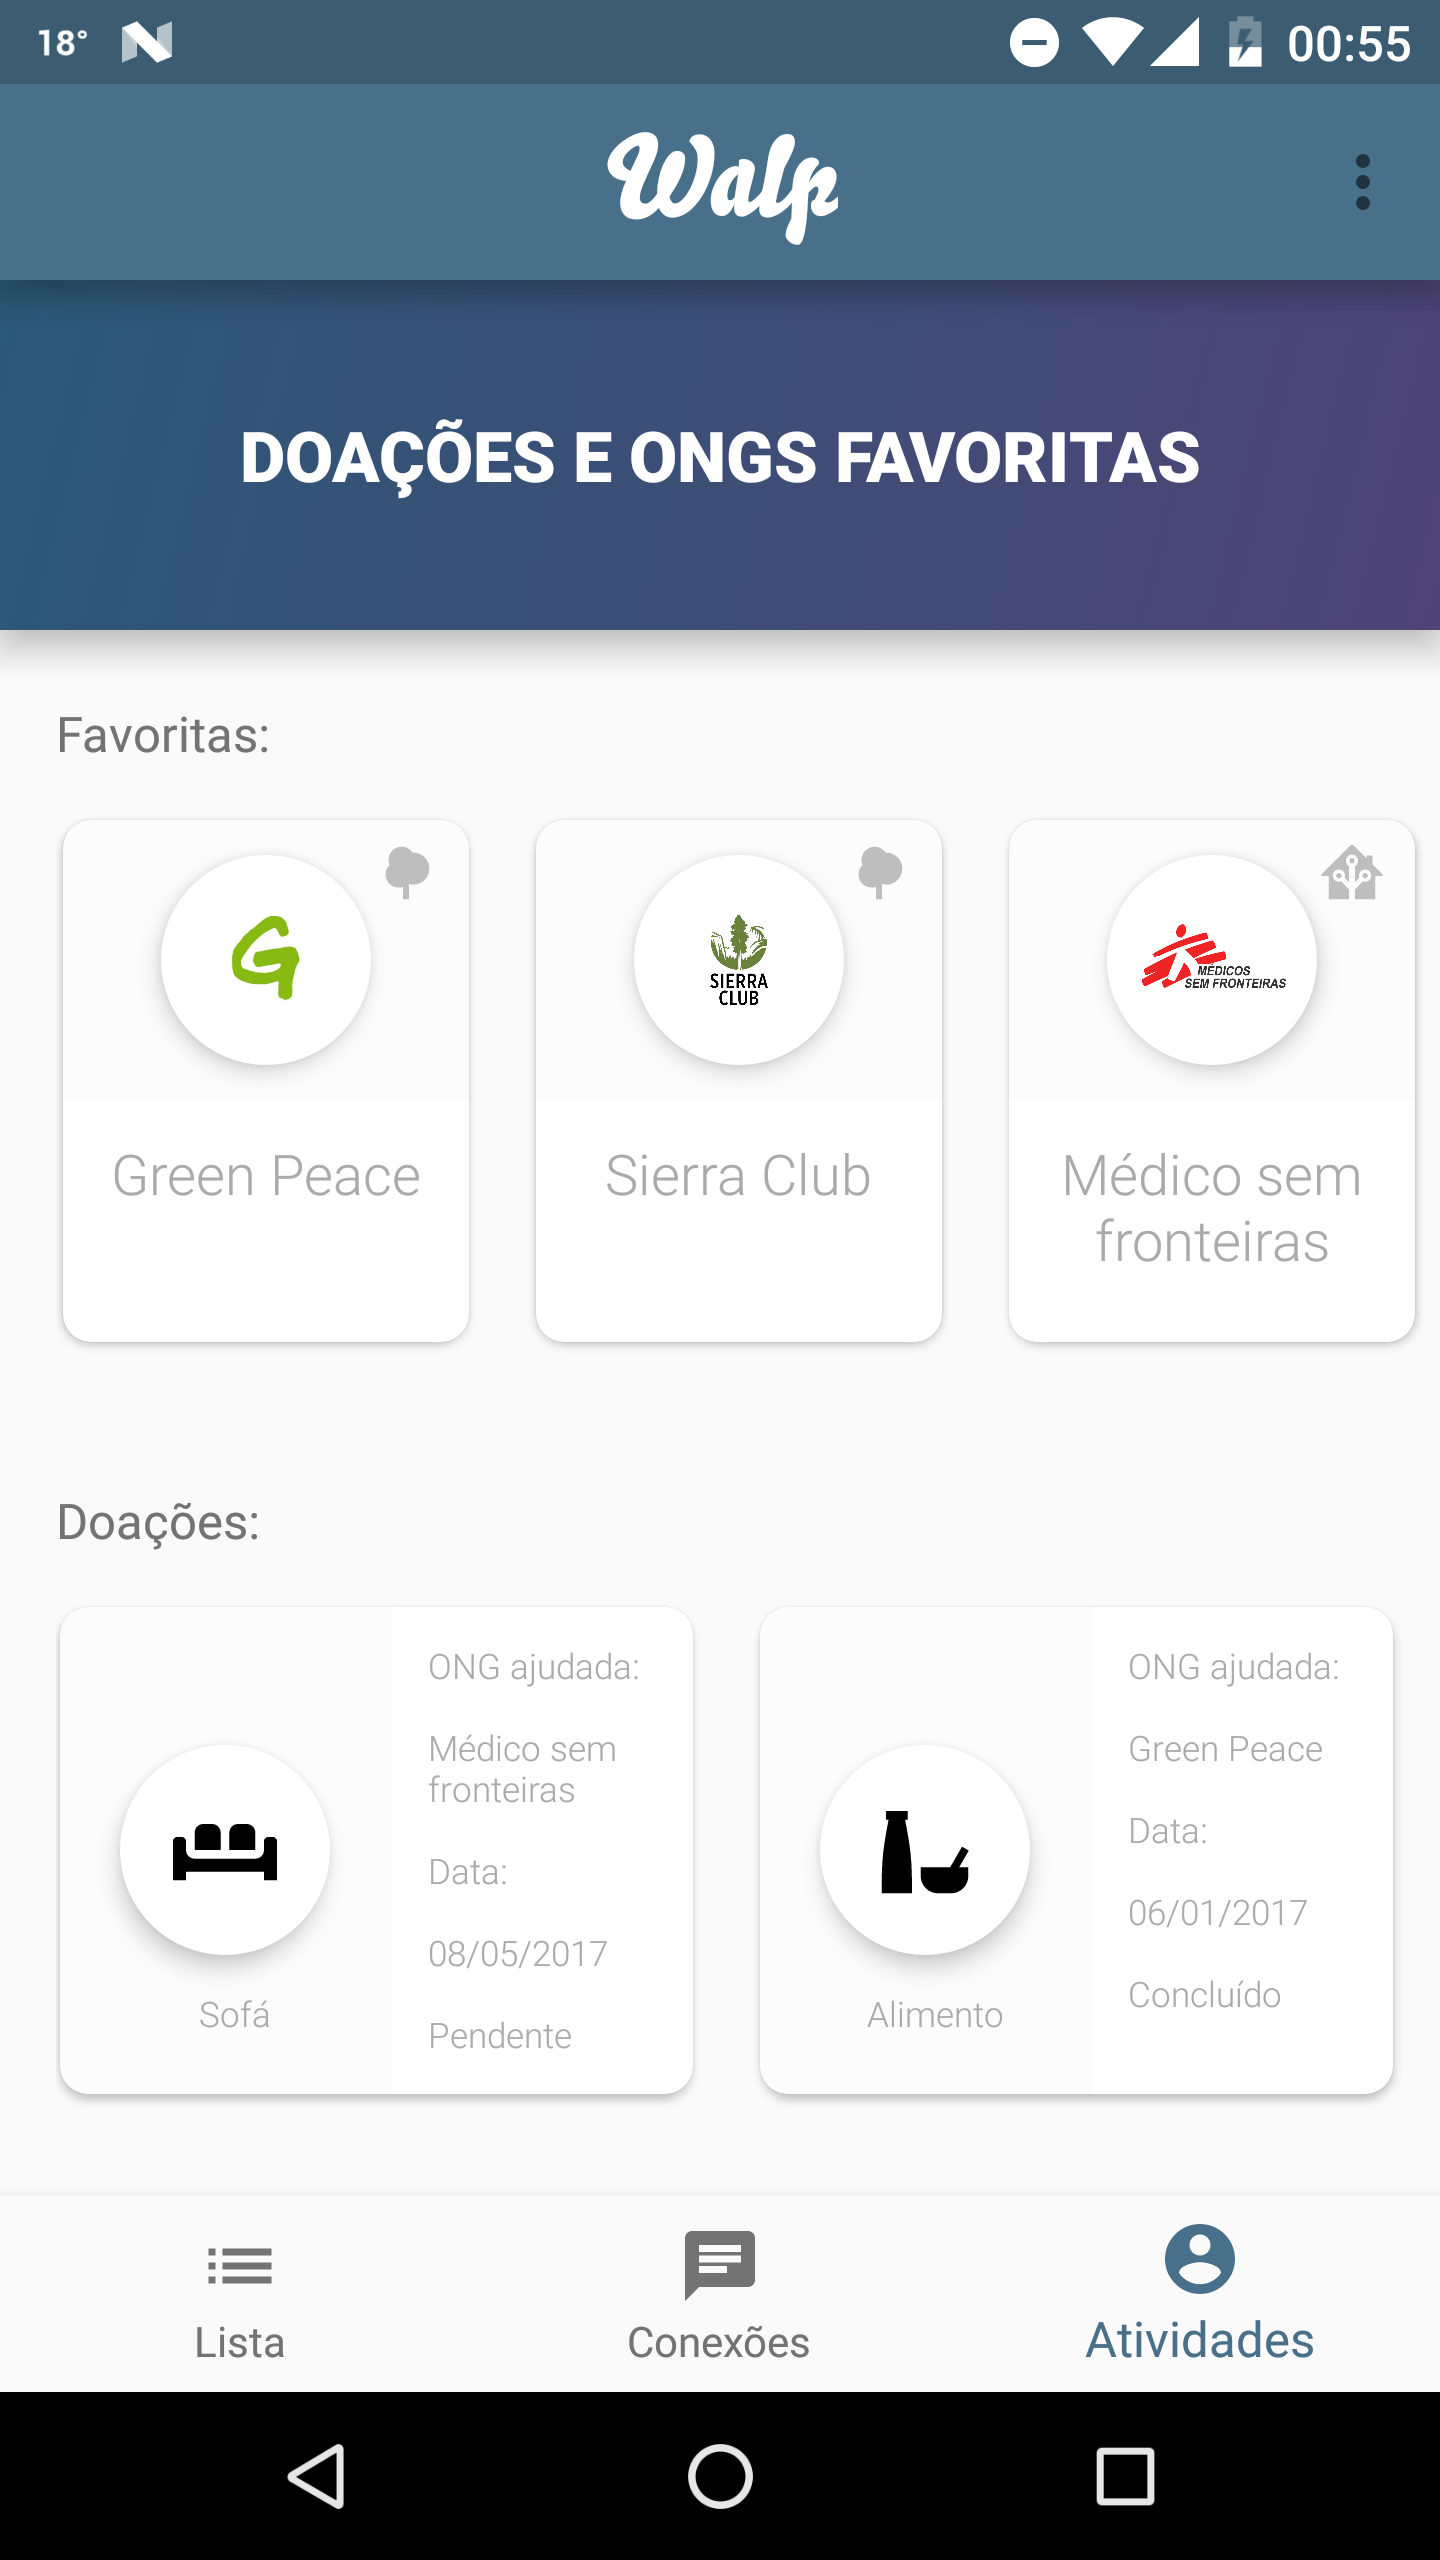 18° 00:55
Walp
DOAÇÕES E ONGS FAVORITAS
Favoritas:
SIERRA
CLUB
MÉDICOS
SEM FRONTEIRAS
Green Peace
Sierra Club
Médico sem
fronteiras
Doações:
Sofá
ONG ajudada:
Médico sem
fronteiras
Data:
08/05/2017
Pendente
Alimento
ONG ajudada:
Green Peace
Data:
06/01/2017
Concluído
Lista
Conexões
Atividades